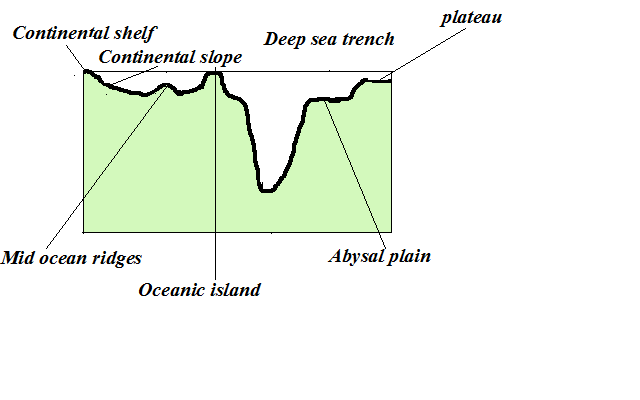 plateau
Continental shelf
Deep sea trench
Continental slope
Mid ocean ridges
Abysal plain
Oceanic island